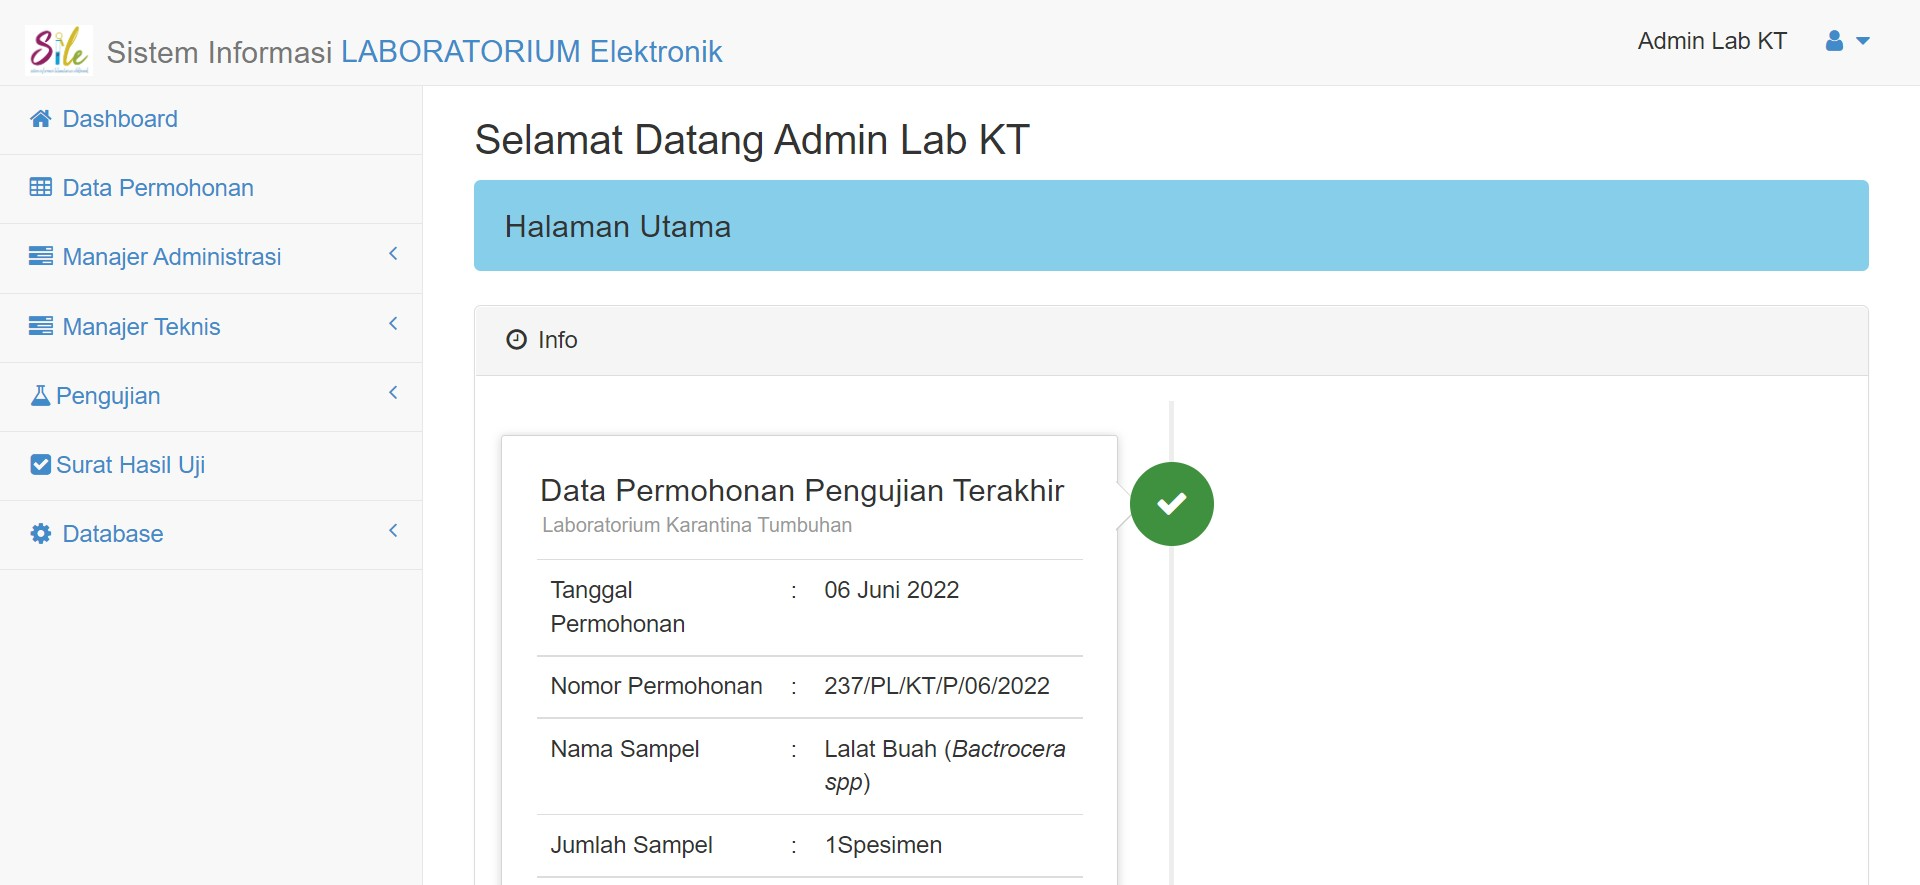 Sile
Sistem Informasi LABORATORIUM Elektronik
Admin Lab KT
Dashboard
Data Permohonan
Manajer Administrasi
Manajer Teknis
Pengujian
Surat Hasil Uji
Database
Selamat Datang Admin Lab KT
Halaman Utama
Info
Data Permohonan Pengujian Terakhir
Laboratorium Karantina Tumbuhan
Tanggal
Permohonan
: 06 Juni 2022
Nomor Permohonan : 237/PL/KT/P/06/2022
Nama Sampel : Lalat Buah (Bactrocera
spp)
Jumlah Sampel : 1Spesimen